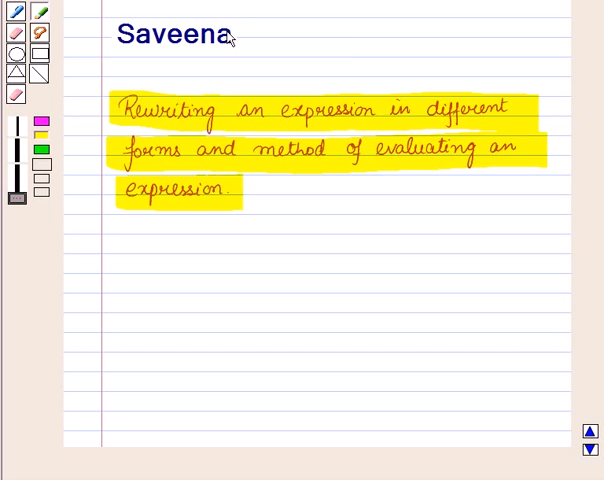 Saveena
Rewriting an expression in different
forms and method of evaluating an
expression.